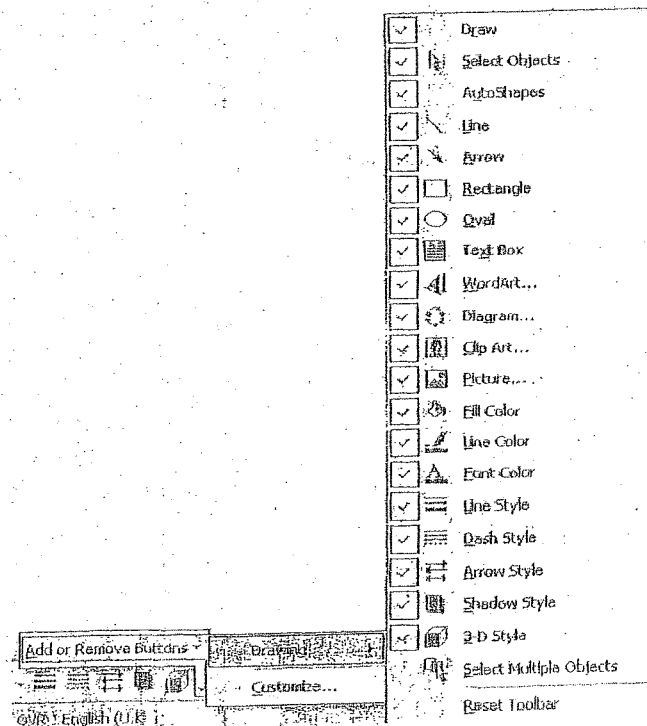 Draw
Select Objects
AutoShapes
Line
Arrow
Rectangle
Oval
Text Box
WordArt...
Diagram...
Clip Art...
Picture...
Fill Color
Line Color
Font Color
Line Style
Dash Style
Arrow Style
Shadow Style
3-D Style
Select Multiple Objects
Reset Toolbar
Add or Remove Buttons
Drawing
Customize...
OVR English (U.K